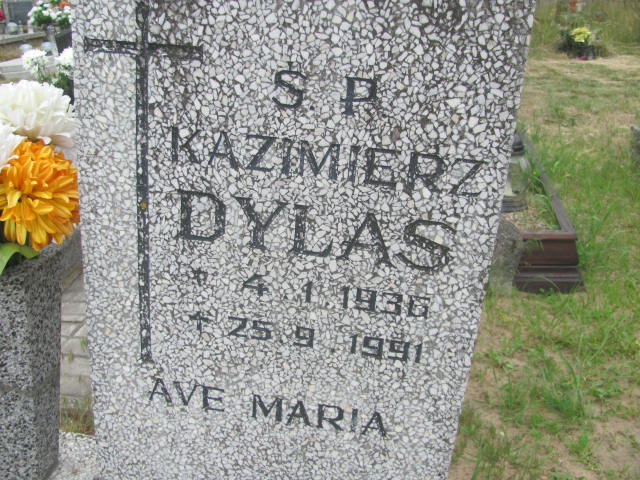 Ś. P.
KAZIMIERZ
DYLAS
* 4.1.1936
† 25.9.1991
AVE MARIA